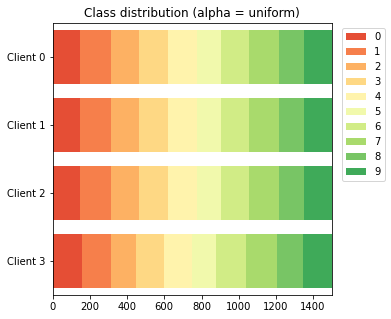 Class distribution (alpha = uniform)
Client 0
Client 1
Client 2
Client 3
0 200 400 600 800 1000 1200 1400
0
1
2
3
4
5
6
7
8
9